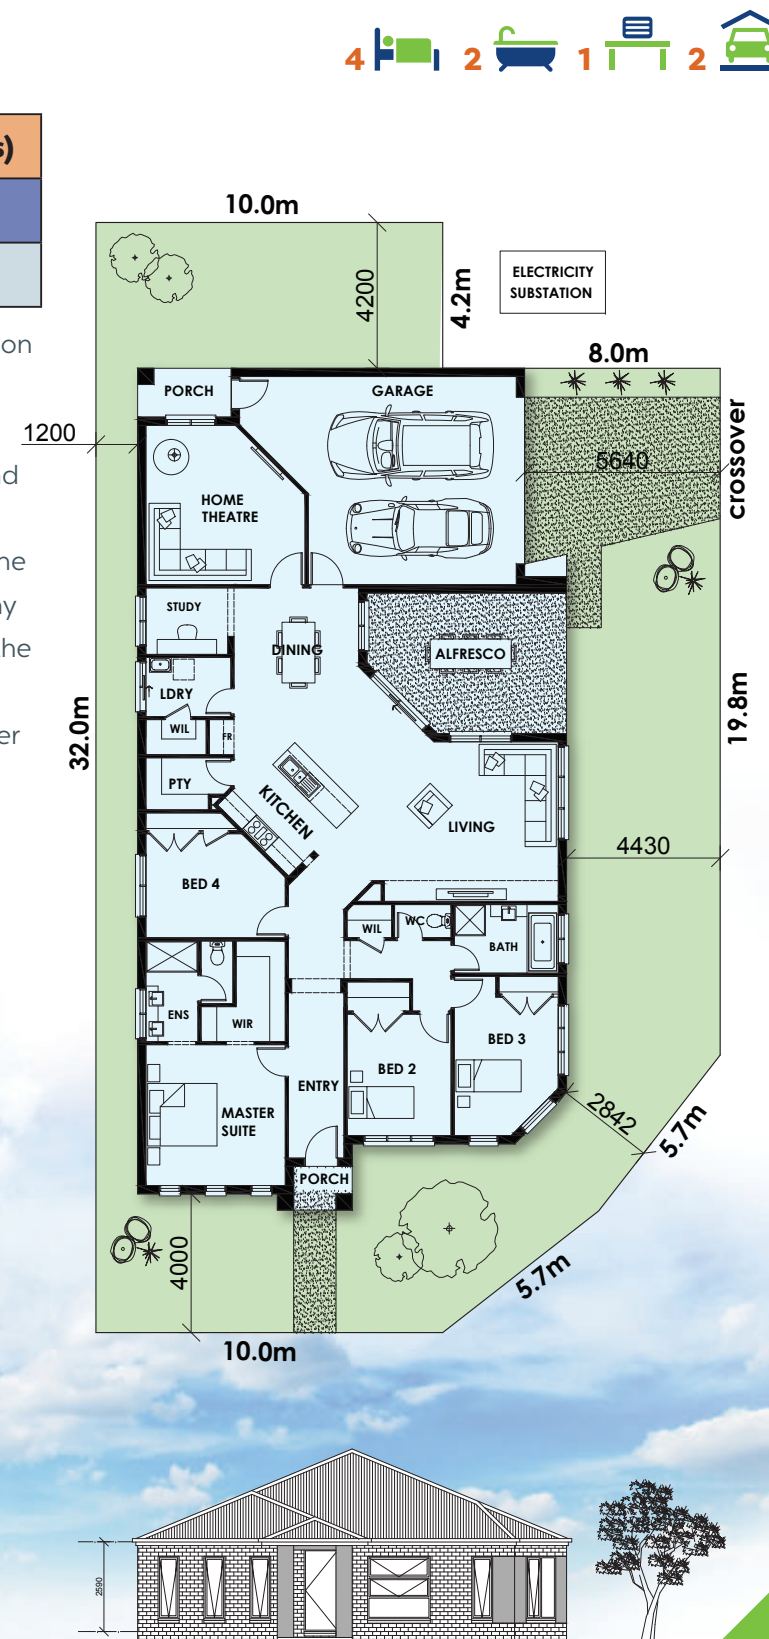 4 2 1 2
s)
on
d
he
ay
the
er
10.0m
4200
4.2m
ELECTRICITY
SUBSTATION
8.0m
crossover
1200
PORCH
GARAGE
5640
HOME
THEATRE
STUDY
DINING
ALFRESCO
LDRY
WIL
FR
PTY
32.0m
19.8m
KITCHEN
LIVING
4430
BED 4
WIL
WC
BATH
ENS
WIR
BED 3
BED 2
ENTRY
MASTER
SUITE
2842
5.7m
PORCH
4000
5.7m
10.0m
2590